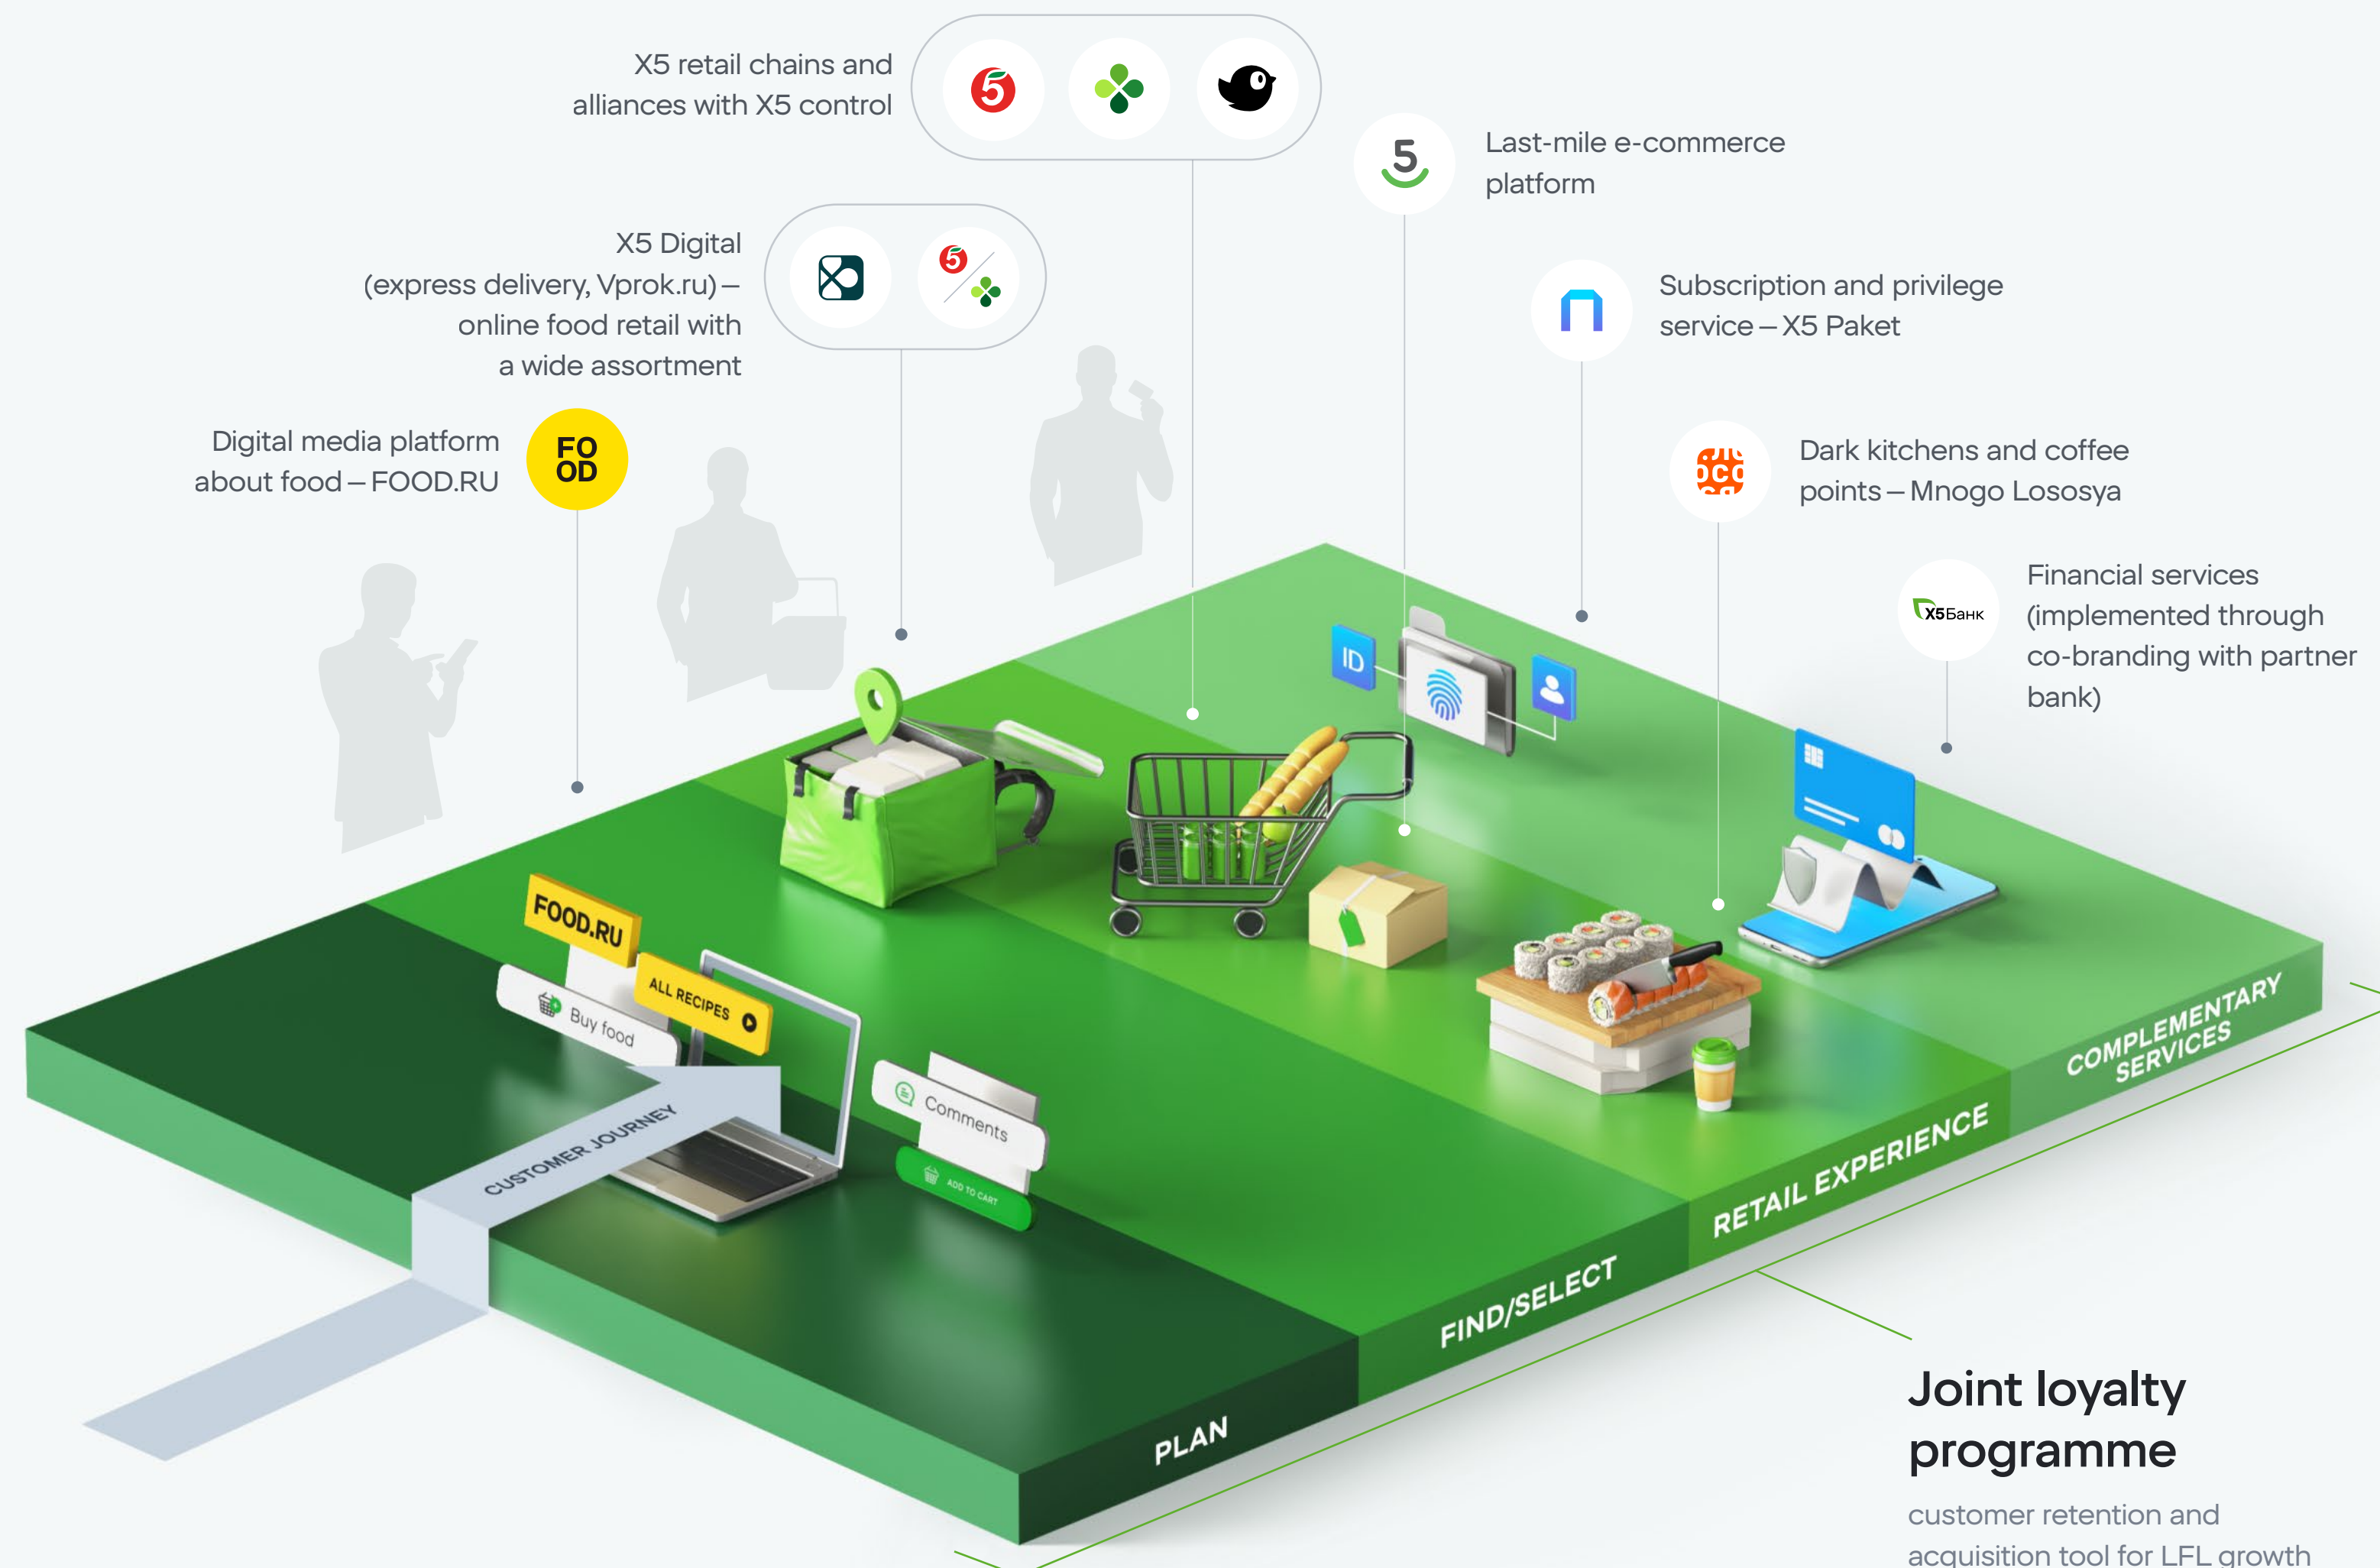 X5 retail chains and
alliances with X5 control
5
5
Last-mile e-commerce
platform
X5 Digital
(express delivery, Vprok.ru) –
online food retail with
a wide assortment
5
Subscription and privilege
service – X5 Paket
Digital media platform
about food – FOOD.RU
FO
OD
Dark kitchens and coffee
points – Mnogo Lososya
X5Банк
Financial services
(implemented through
co-branding with partner
bank)
ID
FOOD.RU
ALL RECIPES
Buy food
Comments
ADD TO CART
CUSTOMER JOURNEY
COMPLEMENTARY
SERVICES
RETAIL EXPERIENCE
FIND/SELECT
PLAN
Joint loyalty
programme
customer retention and
acquisition tool for LFL growth